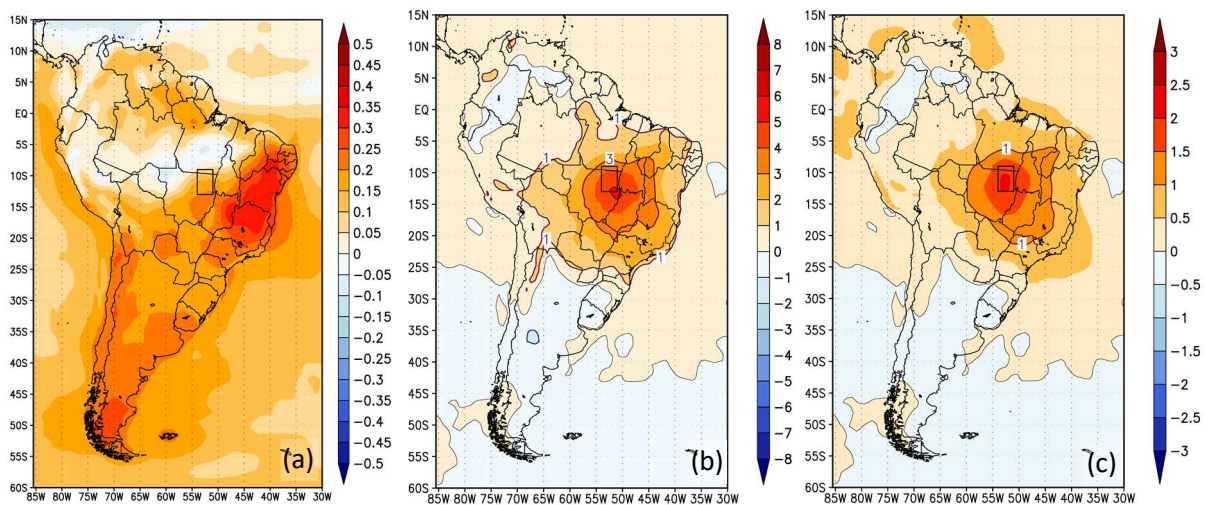 15N
10N
5N
EQ
5S
10S
15S
20S
25S
30S
35S
40S
45S
50S
55S
60S
85W 80W 75W 70W 65W 60W 55W 50W 45W 40W 35W 30W
(a)
0.5
0.45
0.4
0.35
0.3
0.25
0.2
0.15
0.1
0.05
0
−0.05
−0.1
−0.15
−0.2
−0.25
−0.3
−0.35
−0.4
−0.45
−0.5
15N
10N
5N
EQ
5S
10S
15S
20S
25S
30S
35S
40S
45S
50S
55S
60S
85W 80W 75W 70W 65W 60W 55W 50W 45W 40W 35W 30W
1
1
3
1
1
(b)
8
7
6
5
4
3
2
1
0
−1
−2
−3
−4
−5
−6
−7
−8
15N
10N
5N
EQ
5S
10S
15S
20S
25S
30S
35S
40S
45S
50S
55S
60S
85W 80W 75W 70W 65W 60W 55W 50W 45W 40W 35W 30W
1
1
(c)
3
2.5
2
1.5
1
0.5
0
−0.5
−1
−1.5
−2
−2.5
−3